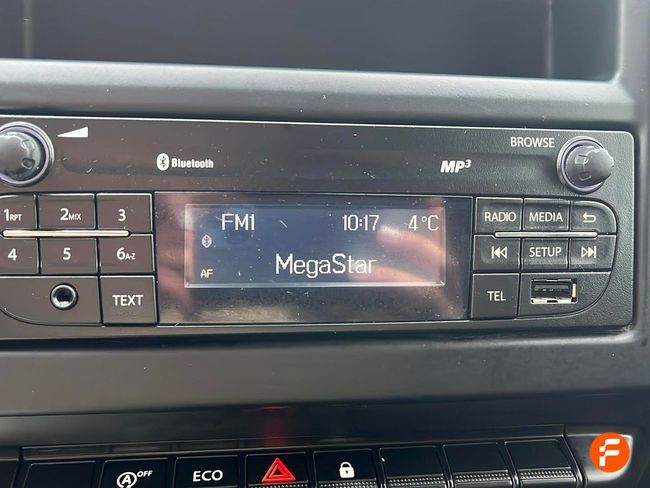 BROWSE
Bluetooth
MP3
1RPT 2MIX 3
FM1 10:17 4°C
RADIO MEDIA
4 5 6A-Z
AF MegaStar
SETUP
TEXT
TEL
OFF ECO
F